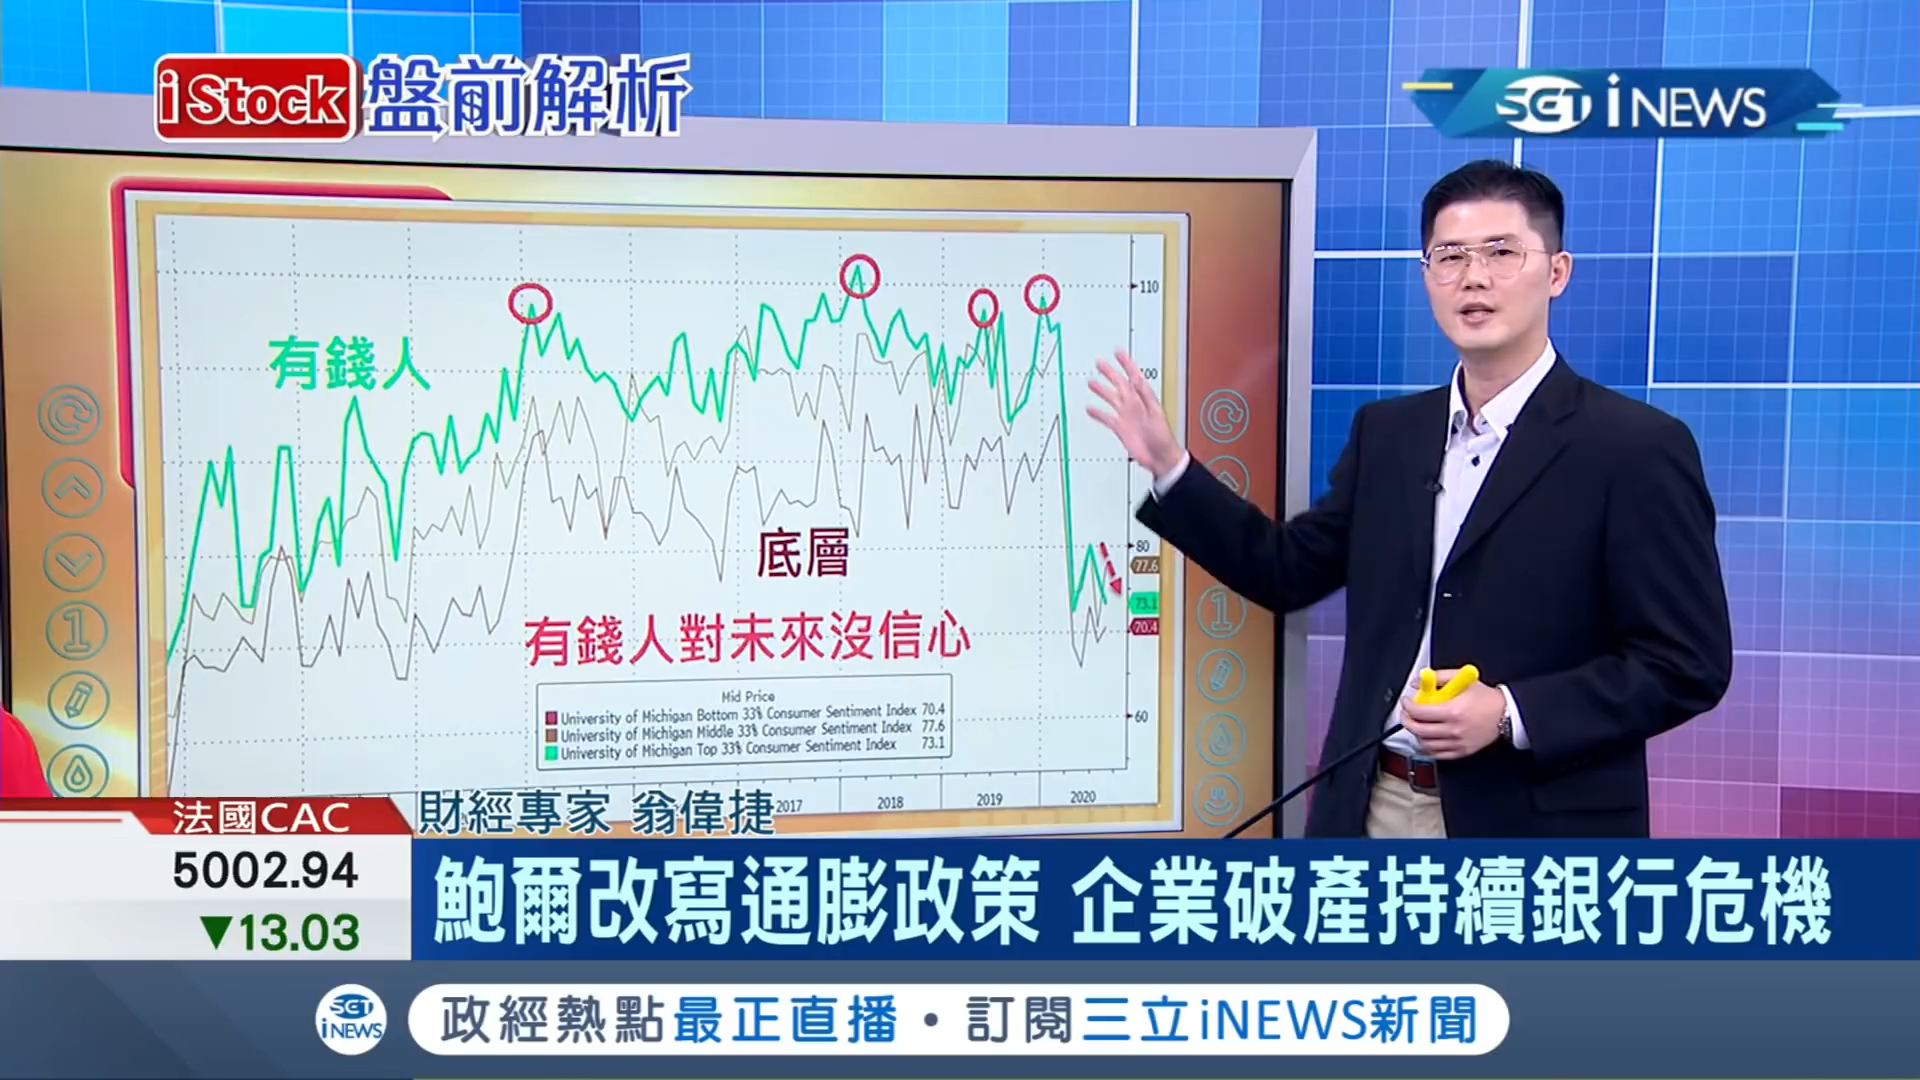 i Stock 盤前解析
SET iNEWS
110
100
有錢人
底層
80
77.6
73.1
70.4
有錢人對未來沒信心
Mid Price
University of Michigan Bottom 33% Consumer Sentiment Index 70.4
University of Michigan Middle 33% Consumer Sentiment Index 77.6
University of Michigan Top 33% Consumer Sentiment Index 73.1
60
2017 2018 2019 2020
1
1
法國CAC
5002.94
▼13.03
財經專家 翁偉捷
鮑爾改寫通膨政策 企業破產持續銀行危機
SET iNEWS
政經熱點最正直播・訂閱三立iNEWS新聞